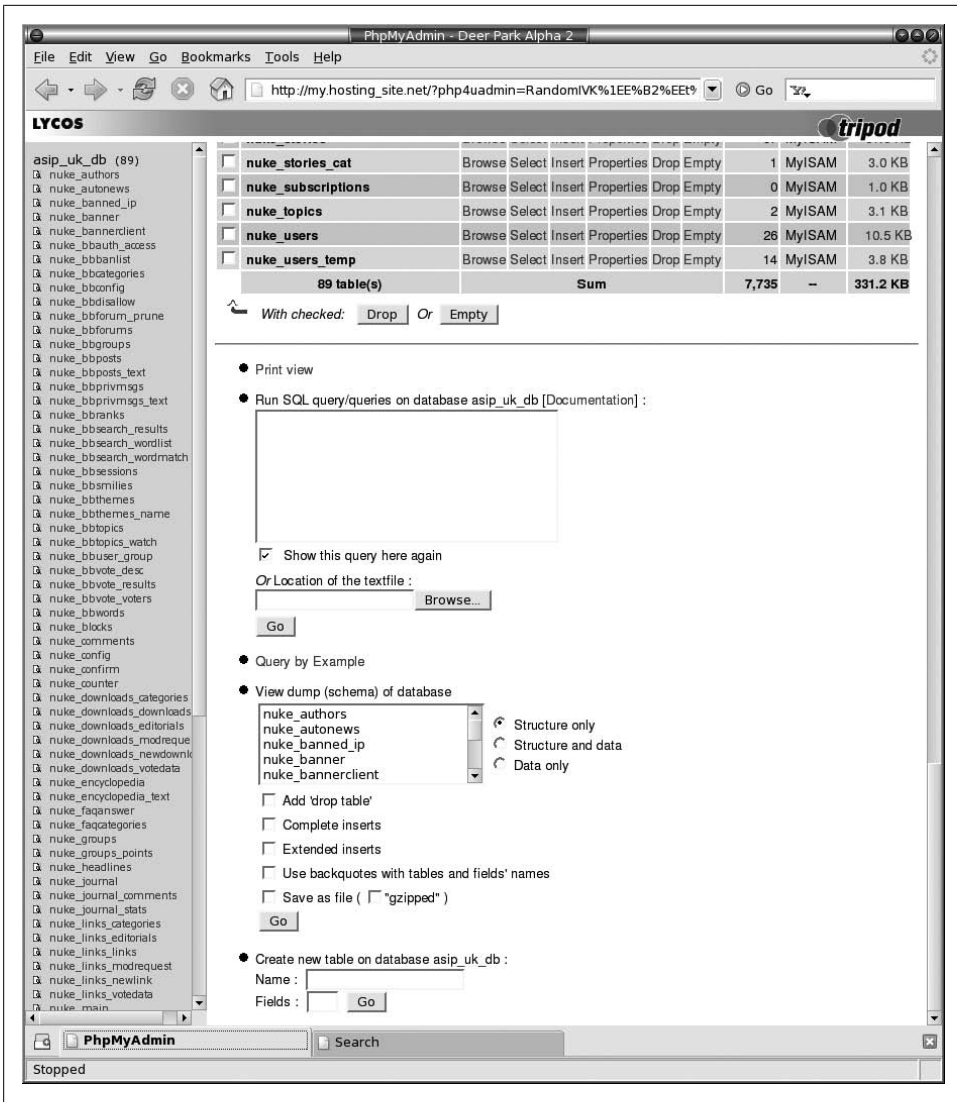 PhpMyAdmin - Deer Park Alpha 2
File Edit View Go Bookmarks Tools Help
http://my.hosting_site.net/?php4uadmin=RandomIVK%1EE%B2%EEt% Go
LYCOS tripod
asip_uk_db (89)
nuke_authors
nuke_autonews
nuke_banned_ip
nuke_banner
nuke_bannerclient
nuke_bbauth_access
nuke_bbbanlist
nuke_bbcategories
nuke_bbconfig
nuke_bbdisallow
nuke_bbforum_prune
nuke_bbforums
nuke_bbgroups
nuke_bbposts
nuke_bbposts_text
nuke_bbprivmsgs
nuke_bbprivmsgs_text
nuke_bbranks
nuke_bbsearch_results
nuke_bbsearch_wordlist
nuke_bbsearch_wordmatch
nuke_bbsessions
nuke_bbsmilies
nuke_bbthemes
nuke_bbthemes_name
nuke_bbtopics
nuke_bbtopics_watch
nuke_bbuser_group
nuke_bbvote_desc
nuke_bbvote_results
nuke_bbvote_voters
nuke_bbwords
nuke_blocks
nuke_comments
nuke_config
nuke_confirm
nuke_counter
nuke_downloads_categories
nuke_downloads_downloads
nuke_downloads_editorials
nuke_downloads_modreque
nuke_downloads_newdownlo
nuke_downloads_votedata
nuke_encyclopedia
nuke_encyclopedia_text
nuke_faqanswer
nuke_faqcategories
nuke_groups
nuke_groups_points
nuke_headlines
nuke_journal
nuke_journal_comments
nuke_journal_stats
nuke_links_categories
nuke_links_editorials
nuke_links_links
nuke_links_modrequest
nuke_links_newlink
nuke_links_votedata
nuke_main
nuke_stories_cat Browse Select Insert Properties Drop Empty 1 MyISAM 3.0 KB
nuke_subscriptions Browse Select Insert Properties Drop Empty 0 MyISAM 1.0 KB
nuke_topics Browse Select Insert Properties Drop Empty 2 MyISAM 3.1 KB
nuke_users Browse Select Insert Properties Drop Empty 26 MyISAM 10.5 KB
nuke_users_temp Browse Select Insert Properties Drop Empty 14 MyISAM 3.8 KB
89 table(s) Sum 7,735 -- 331.2 KB
With checked: Drop Or Empty
Print view
Run SQL query/queries on database asip_uk_db [Documentation] :
Show this query here again
Or Location of the textfile :
Browse...
Go
Query by Example
View dump (schema) of database
nuke_authors
nuke_autonews
nuke_banned_ip
nuke_banner
nuke_bannerclient
Structure only
Structure and data
Data only
Add 'drop table'
Complete inserts
Extended inserts
Use backquotes with tables and fields' names
Save as file ( "gzipped" )
Go
Create new table on database asip_uk_db :
Name :
Fields : Go
PhpMyAdmin Search
Stopped